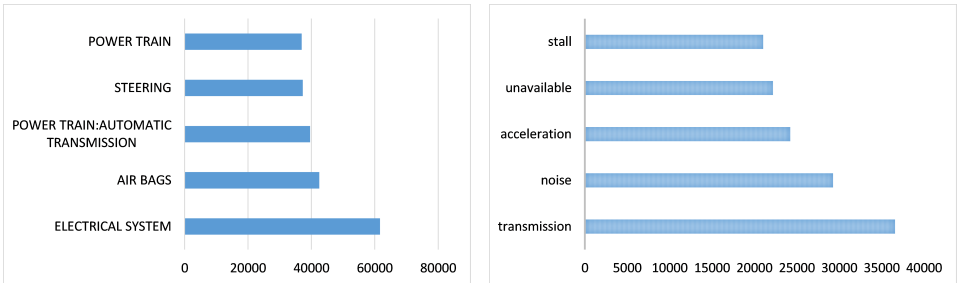 POWER TRAIN
STEERING
POWER TRAIN:AUTOMATIC
TRANSMISSION
AIR BAGS
ELECTRICAL SYSTEM
0 20000 40000 60000 80000
stall
unavailable
acceleration
noise
transmission
0 5000 10000 15000 20000 25000 30000 35000 40000